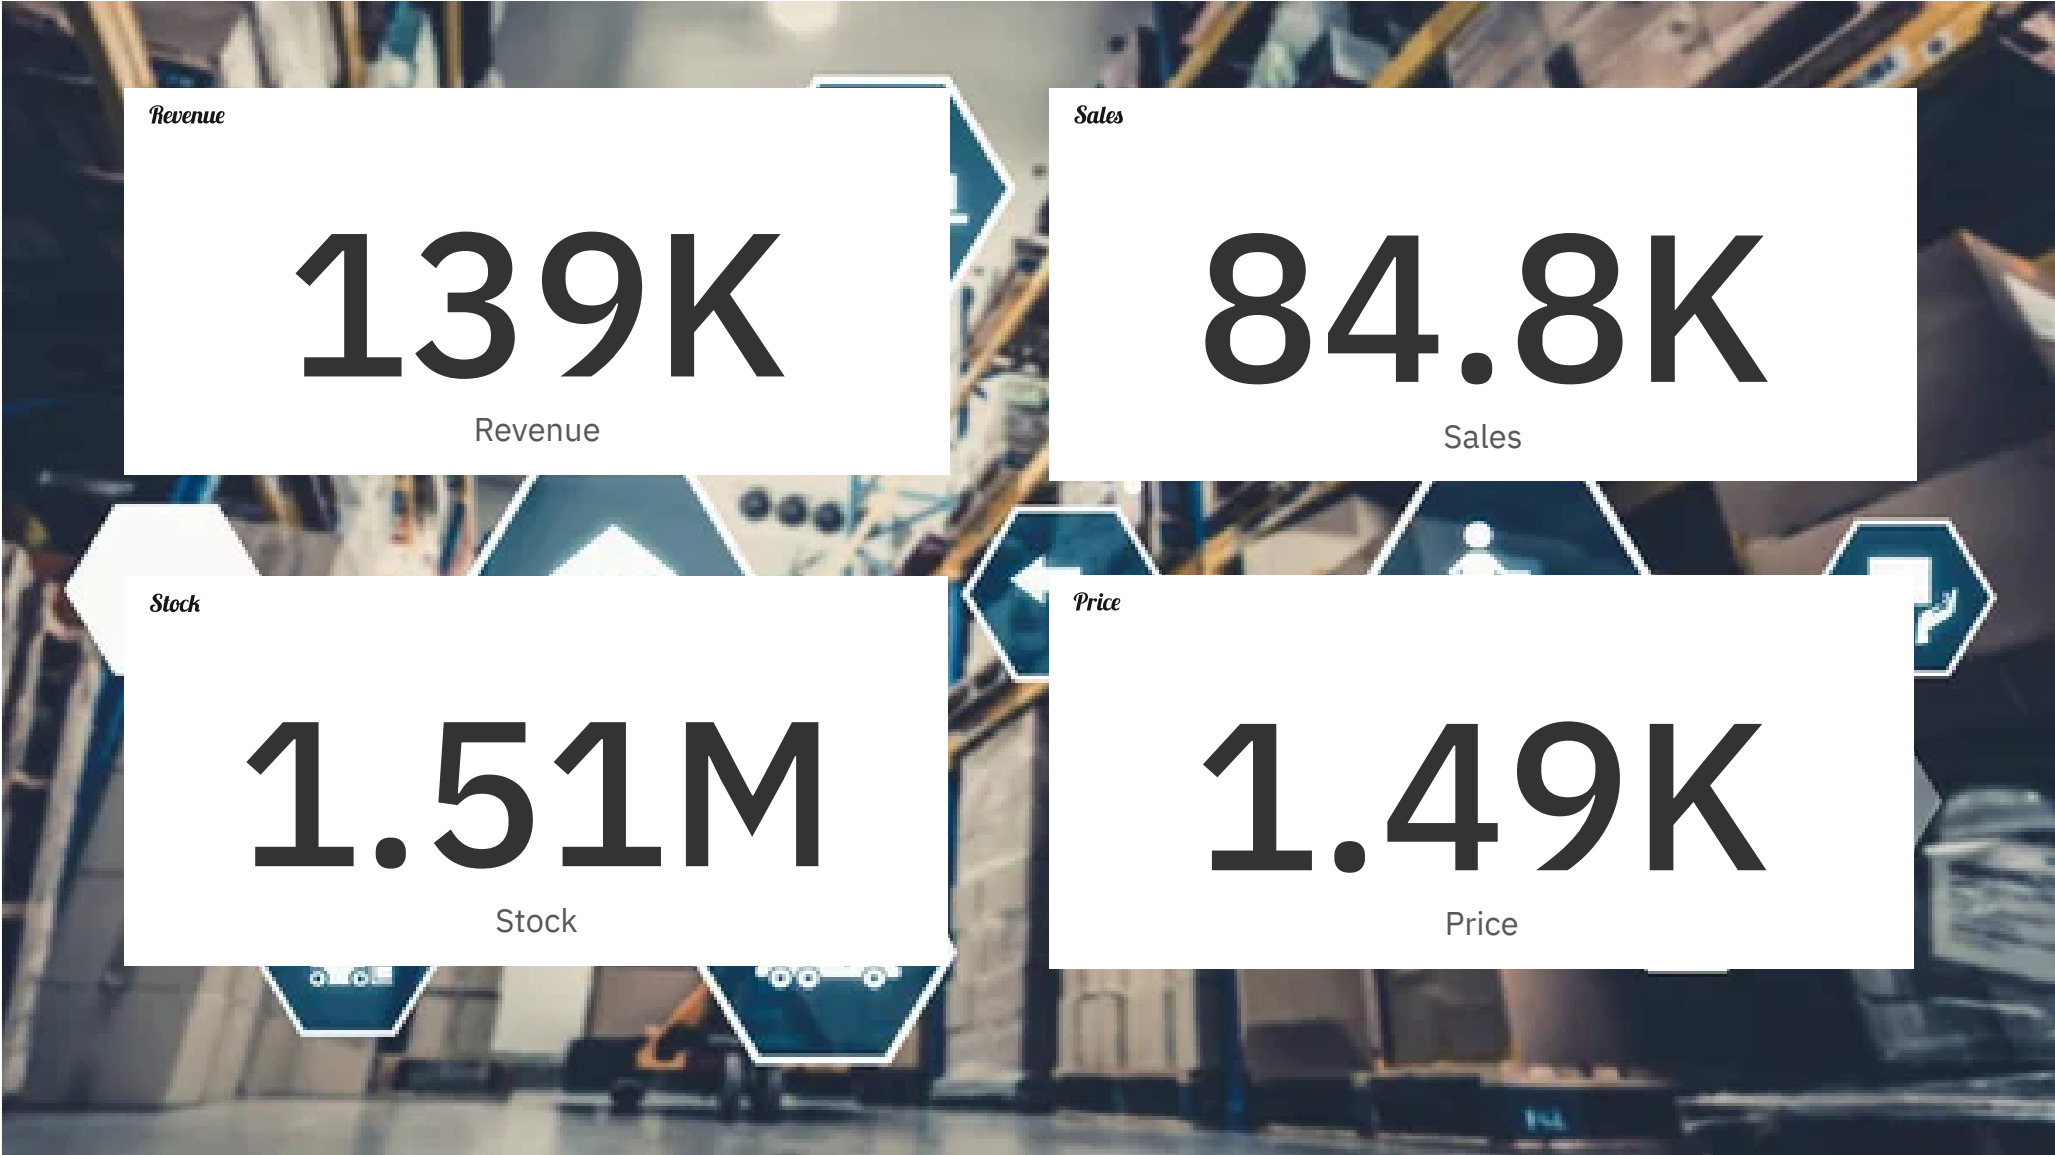 Revenue
139K
Revenue
Sales
84.8K
Sales
Stock
1.51M
Stock
Price
1.49K
Price